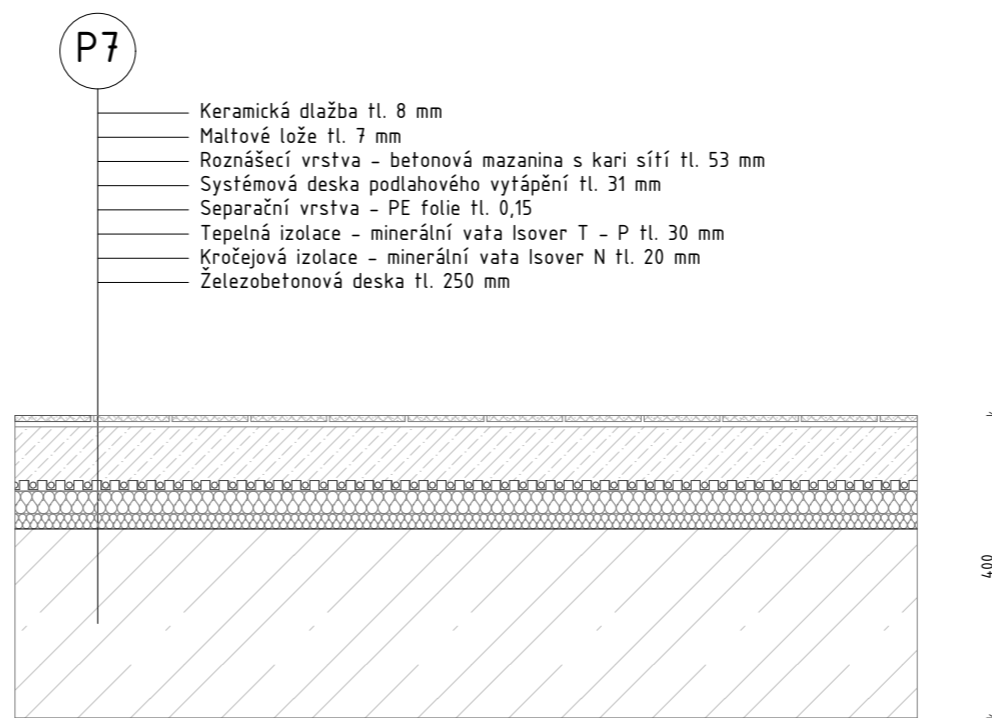 P7
Keramická dlažba tl. 8 mm
Maltové lože tl. 7 mm
Roznášecí vrstva - betonová mazanina s kari sítí tl. 53 mm
Systémová deska podlahového vytápění tl. 31 mm
Separační vrstva - PE folie tl. 0,15
Tepelná izolace - minerální vata Isover T - P tl. 30 mm
Kročejová izolace - minerální vata Isover N tl. 20 mm
Železobetonová deska tl. 250 mm
400